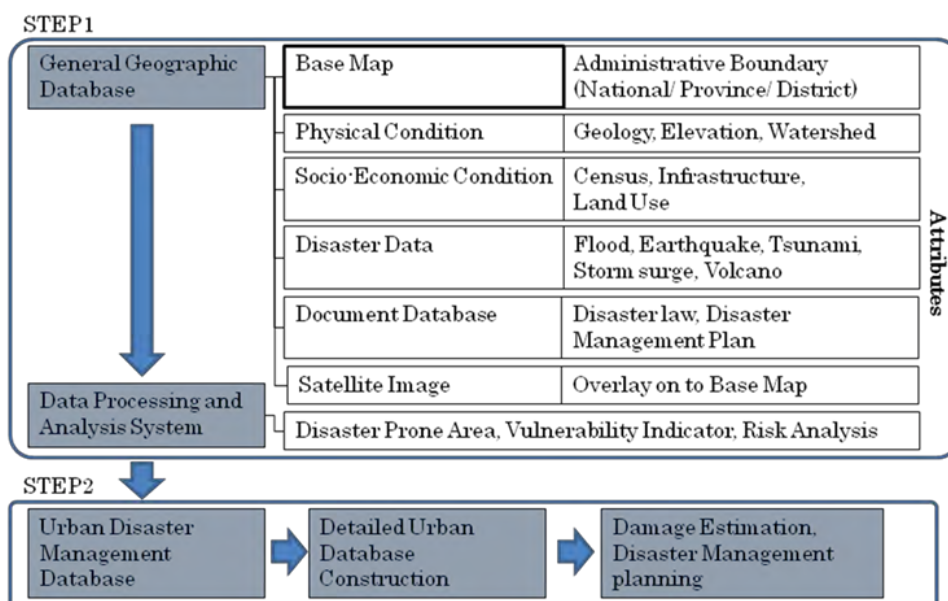 STEP1
General Geographic
Database
Base Map
Administrative Boundary
(National/ Province/ District)
Physical Condition
Geology, Elevation, Watershed
Socio-Economic Condition
Census, Infrastructure,
Land Use
Disaster Data
Flood, Earthquake, Tsunami,
Storm surge, Volcano
Document Database
Disaster law, Disaster
Management Plan
Satellite Image
Overlay on to Base Map
Attributes
Data Processing and
Analysis System
Disaster Prone Area, Vulnerability Indicator, Risk Analysis
STEP2
Urban Disaster
Management
Database
Detailed Urban
Database
Construction
Damage Estimation,
Disaster Management
planning